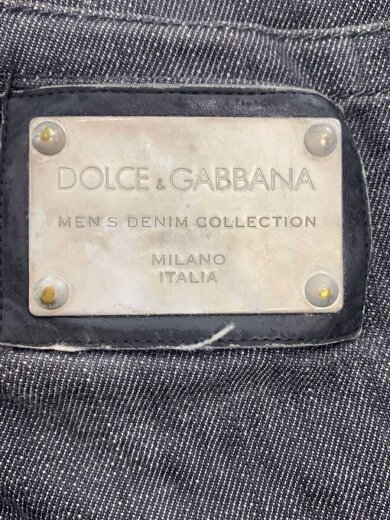 DOLCE & GABBANA
MEN'S DENIM COLLECTION
MILANO
ITALIA